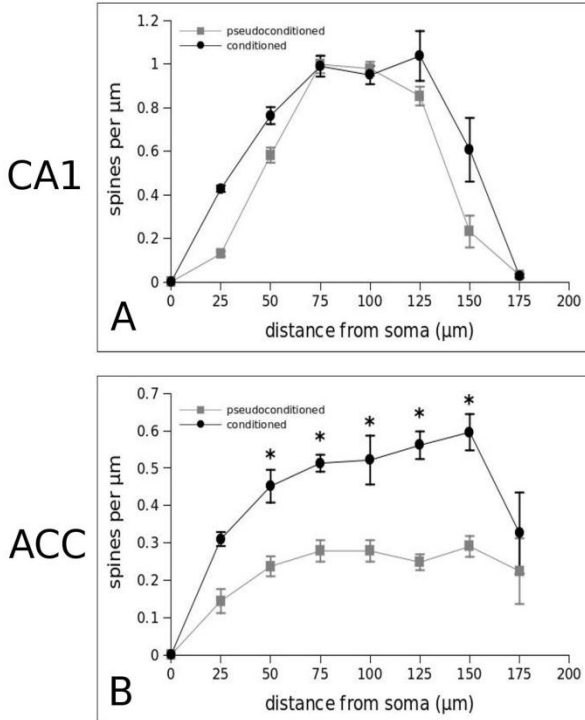 CA1
spines per µm
1.2
1
0.8
0.6
0.4
0.2
0
pseudoconditioned
conditioned
A
0 25 50 75 100 125 150 175 200
distance from soma (µm)
ACC
spines per µm
0.7
0.6
0.5
0.4
0.3
0.2
0.1
0
pseudoconditioned
conditioned
* * * * *
B
0 25 50 75 100 125 150 175 200
distance from soma (µm)